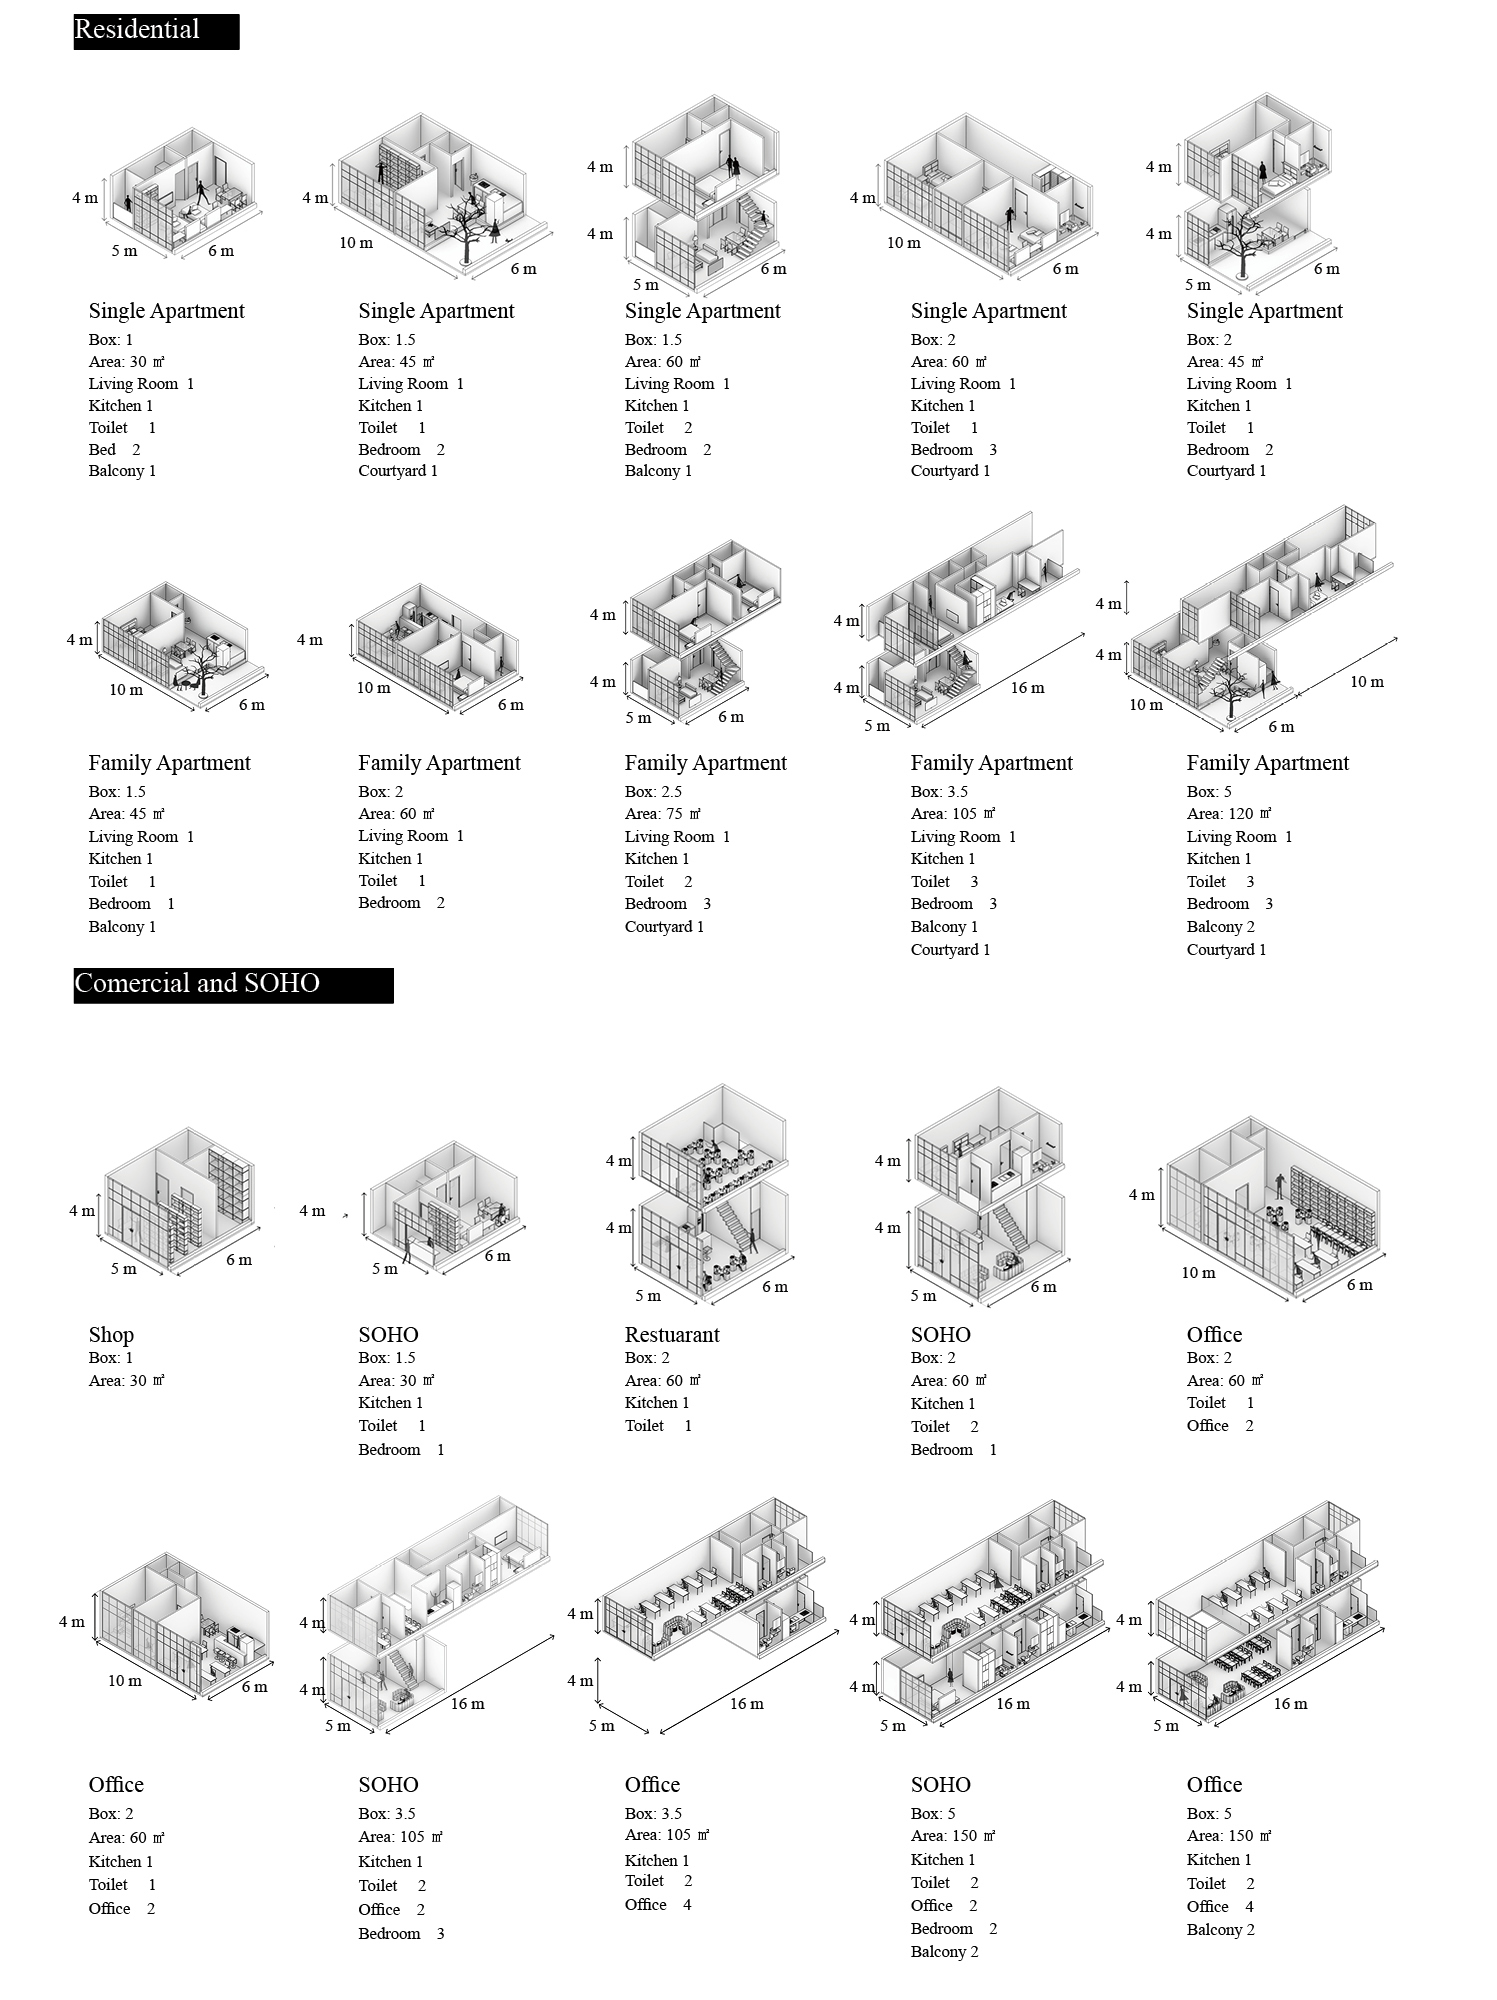 Residential
4 m
5 m
6 m
4 m
10 m
6 m
4 m
4 m
5 m
6 m
4 m
10 m
6 m
4 m
4 m
5 m
6 m
Single Apartment
Box: 1
Area: 30 ㎡
Living Room 1
Kitchen 1
Toilet 1
Bed 2
Balcony 1
Single Apartment
Box: 1.5
Area: 45 ㎡
Living Room 1
Kitchen 1
Toilet 1
Bedroom 2
Courtyard 1
Single Apartment
Box: 1.5
Area: 60 ㎡
Living Room 1
Kitchen 1
Toilet 2
Bedroom 2
Balcony 1
Single Apartment
Box: 2
Area: 60 ㎡
Living Room 1
Kitchen 1
Toilet 1
Bedroom 3
Courtyard 1
Single Apartment
Box: 2
Area: 45 ㎡
Living Room 1
Kitchen 1
Toilet 1
Bedroom 2
Courtyard 1
4 m
10 m
6 m
4 m
10 m
6 m
4 m
4 m
5 m
6 m
4 m
4 m
5 m
16 m
4 m
4 m
10 m
6 m
10 m
Family Apartment
Box: 1.5
Area: 45 ㎡
Living Room 1
Kitchen 1
Toilet 1
Bedroom 1
Balcony 1
Family Apartment
Box: 2
Area: 60 ㎡
Living Room 1
Kitchen 1
Toilet 1
Bedroom 2
Family Apartment
Box: 2.5
Area: 75 ㎡
Living Room 1
Kitchen 1
Toilet 2
Bedroom 3
Courtyard 1
Family Apartment
Box: 3.5
Area: 105 ㎡
Living Room 1
Kitchen 1
Toilet 3
Bedroom 3
Balcony 1
Courtyard 1
Family Apartment
Box: 5
Area: 120 ㎡
Living Room 1
Kitchen 1
Toilet 3
Bedroom 3
Balcony 2
Courtyard 1
Comercial and SOHO
4 m
5 m
6 m
4 m
5 m
6 m
4 m
4 m
5 m
6 m
4 m
4 m
5 m
6 m
4 m
10 m
6 m
Shop
Box: 1
Area: 30 ㎡
SOHO
Box: 1.5
Area: 30 ㎡
Kitchen 1
Toilet 1
Bedroom 1
Restuarant
Box: 2
Area: 60 ㎡
Kitchen 1
Toilet 1
SOHO
Box: 2
Area: 60 ㎡
Kitchen 1
Toilet 2
Bedroom 1
Office
Box: 2
Area: 60 ㎡
Toilet 1
Office 2
4 m
10 m
6 m
4 m
4 m
5 m
16 m
4 m
4 m
5 m
16 m
4 m
4 m
5 m
16 m
4 m
4 m
5 m
16 m
Office
Box: 2
Area: 60 ㎡
Kitchen 1
Toilet 1
Office 2
SOHO
Box: 3.5
Area: 105 ㎡
Kitchen 1
Toilet 2
Office 2
Bedroom 3
Office
Box: 3.5
Area: 105 ㎡
Kitchen 1
Toilet 2
Office 4
SOHO
Box: 5
Area: 150 ㎡
Kitchen 1
Toilet 2
Office 2
Bedroom 2
Balcony 2
Office
Box: 5
Area: 150 ㎡
Kitchen 1
Toilet 2
Office 4
Balcony 2